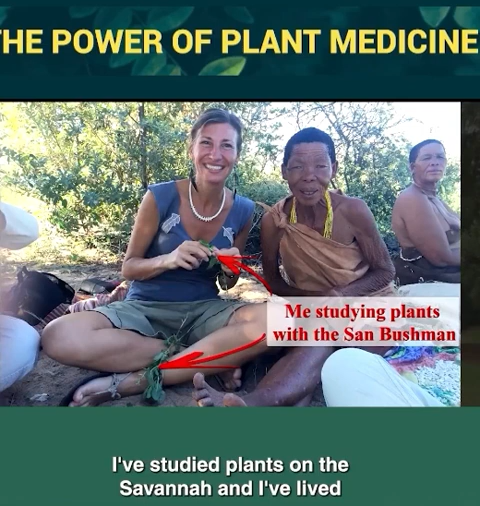 THE POWER OF PLANT MEDICINE
Me studying plants
with the San Bushman
I've studied plants on the
Savannah and I've lived